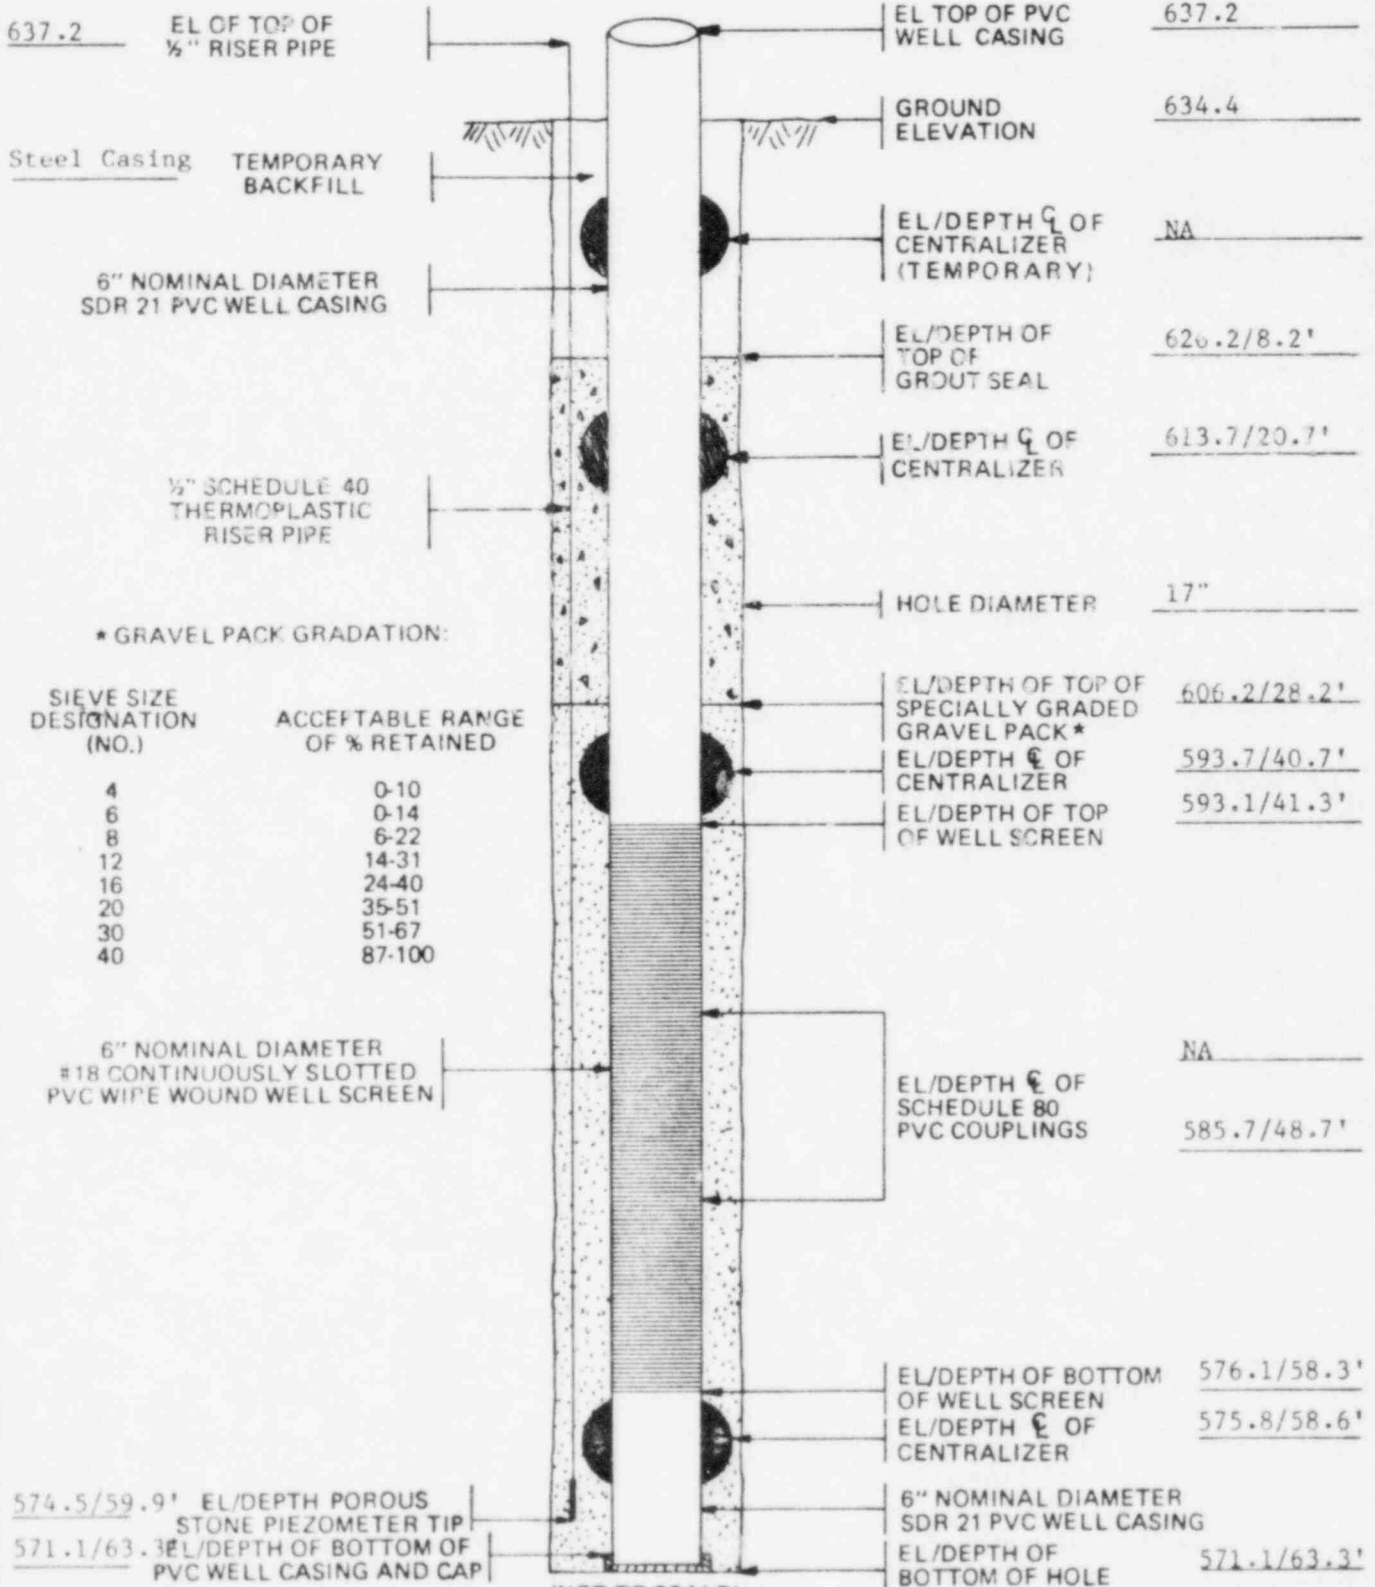 637.2
EL OF TOP OF
½" RISER PIPE
EL TOP OF PVC
WELL CASING
637.2
GROUND
ELEVATION
634.4
Steel Casing
TEMPORARY
BACKFILL
EL/DEPTH ℄ OF
CENTRALIZER
(TEMPORARY)
NA
6" NOMINAL DIAMETER
SDR 21 PVC WELL CASING
EL/DEPTH OF
TOP OF
GROUT SEAL
626.2/8.2'
EL/DEPTH ℄ OF
CENTRALIZER
613.7/20.7'
½" SCHEDULE 40
THERMOPLASTIC
RISER PIPE
HOLE DIAMETER
17"
* GRAVEL PACK GRADATION:
SIEVE SIZE
DESIGNATION
(NO.)
ACCEPTABLE RANGE
OF % RETAINED
4 0-10
6 0-14
8 6-22
12 14-31
16 24-40
20 35-51
30 51-67
40 87-100
EL/DEPTH OF TOP OF
SPECIALLY GRADED
GRAVEL PACK *
606.2/28.2'
EL/DEPTH ℄ OF
CENTRALIZER
593.7/40.7'
EL/DEPTH OF TOP
OF WELL SCREEN
593.1/41.3'
6" NOMINAL DIAMETER
#18 CONTINUOUSLY SLOTTED
PVC WIRE WOUND WELL SCREEN
EL/DEPTH ℄ OF
SCHEDULE 80
PVC COUPLINGS
NA
585.7/48.7'
EL/DEPTH OF BOTTOM
OF WELL SCREEN
576.1/58.3'
EL/DEPTH ℄ OF
CENTRALIZER
575.8/58.6'
574.5/59.9'
EL/DEPTH POROUS
STONE PIEZOMETER TIP
6" NOMINAL DIAMETER
SDR 21 PVC WELL CASING
571.1/63.3'
EL/DEPTH OF BOTTOM OF
PVC WELL CASING AND CAP
EL/DEPTH OF
BOTTOM OF HOLE
571.1/63.3'